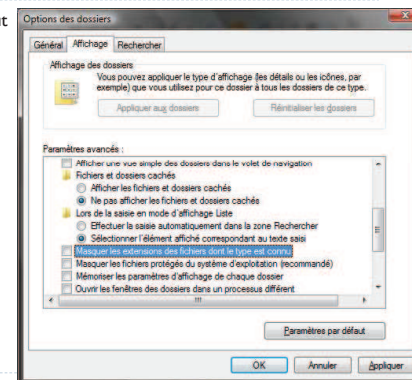 ut
Options des dossiers
Général Affichage Rechercher
Affichage des dossiers
Vous pouvez appliquer le type d'affichage (les détails ou les icônes, par
exemple) que vous utilisez pour ce dossier à tous les dossiers de ce type.
Appliquer aux dossiers Réinitialiser les dossiers
Paramètres avancés :
Afficher une vue simple des dossiers dans le volet de navigation
Fichiers et dossiers cachés
Afficher les fichiers et dossiers cachés
Ne pas afficher les fichiers et dossiers cachés
Lors de la saisie en mode d'affichage Liste
Effectuer la saisie automatiquement dans la zone Rechercher
Sélectionner l'élément affiché correspondant au texte saisi
Masquer les extensions des fichiers dont le type est connu
Masquer les fichiers protégés du système d'exploitation (recommandé)
Mémoriser les paramètres d'affichage de chaque dossier
Ouvrir les fenêtres des dossiers dans un processus différent
Paramètres par défaut
OK Annuler Appliquer